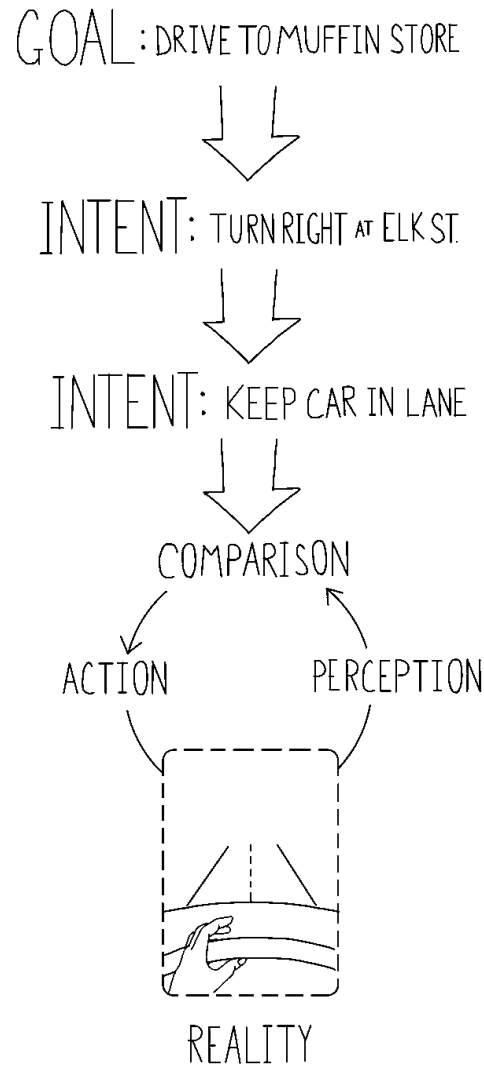 GOAL: DRIVE TO MUFFIN STORE
INTENT: TURN RIGHT AT ELK ST.
INTENT: KEEP CAR IN LANE
COMPARISON
ACTION
PERCEPTION
REALITY